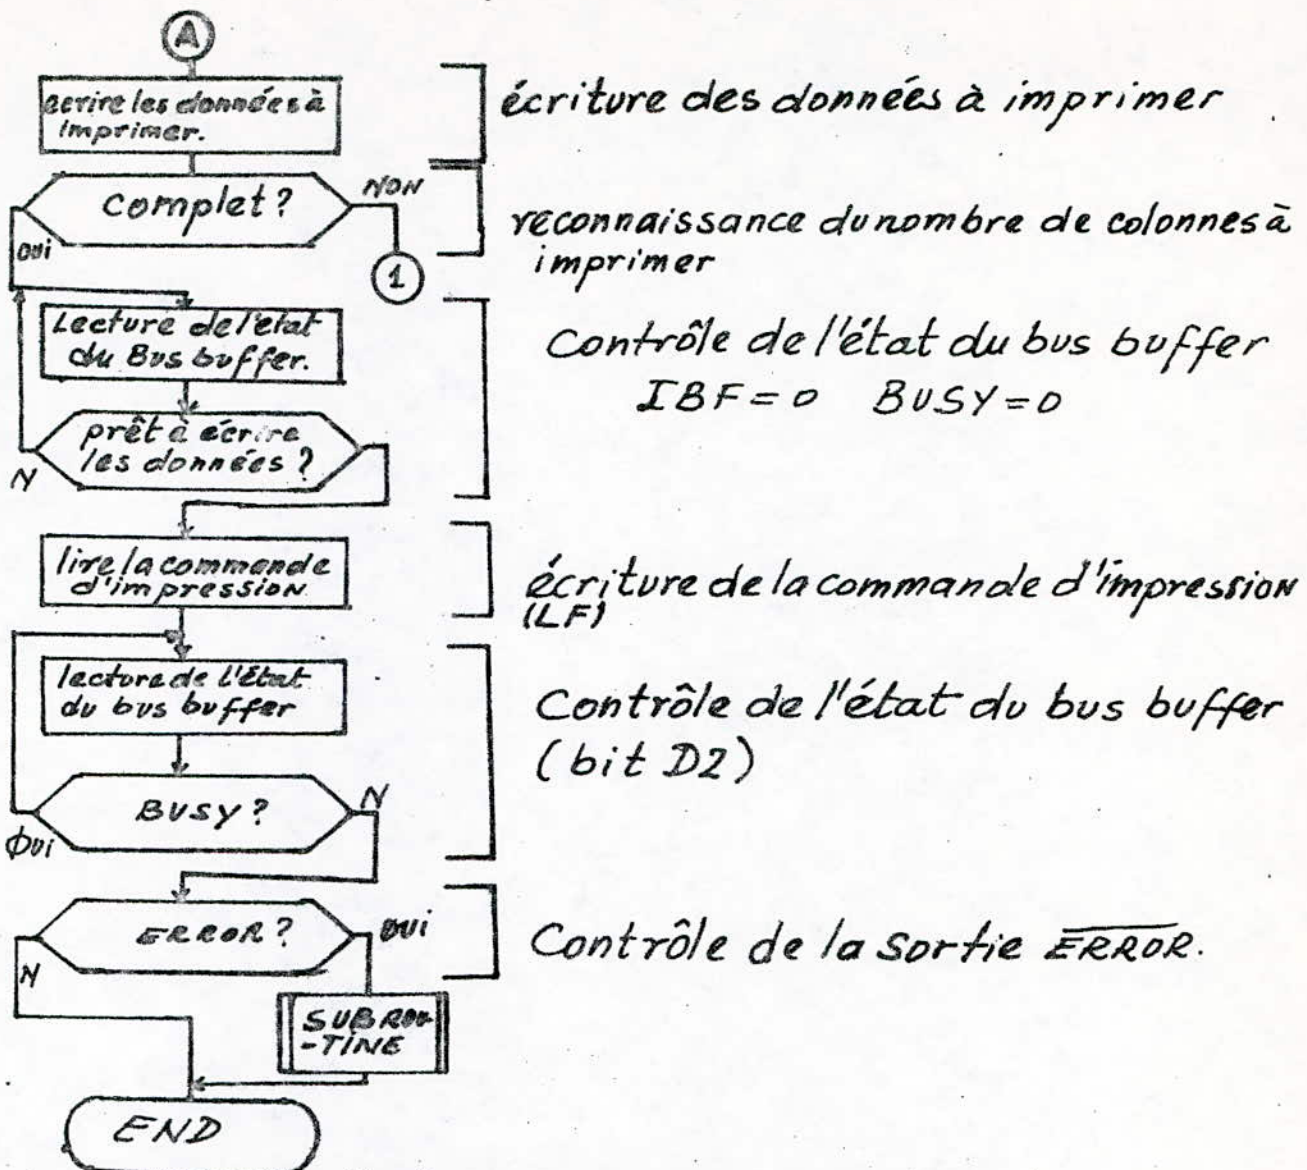 A
ecrire les données à
imprimer.
écriture des données à imprimer
complet?
NON
oui
1
reconnaissance du nombre de colonnes à
imprimer
Lecture de l'etat
du Bus buffer.
Contrôle de l'état du bus buffer
IBF = 0 BUSY = 0
prêt à écrire
les données ?
N
lire la commande
d'impression.
écriture de la commande d'impression
(LF)
lecture de l'État
du bus buffer
Contrôle de l'état du bus buffer
(bit D2)
BUSY ?
N
Oui
ERROR ?
oui
N
Contrôle de la Sortie ERROR.
SUBROU-
-TINE
END